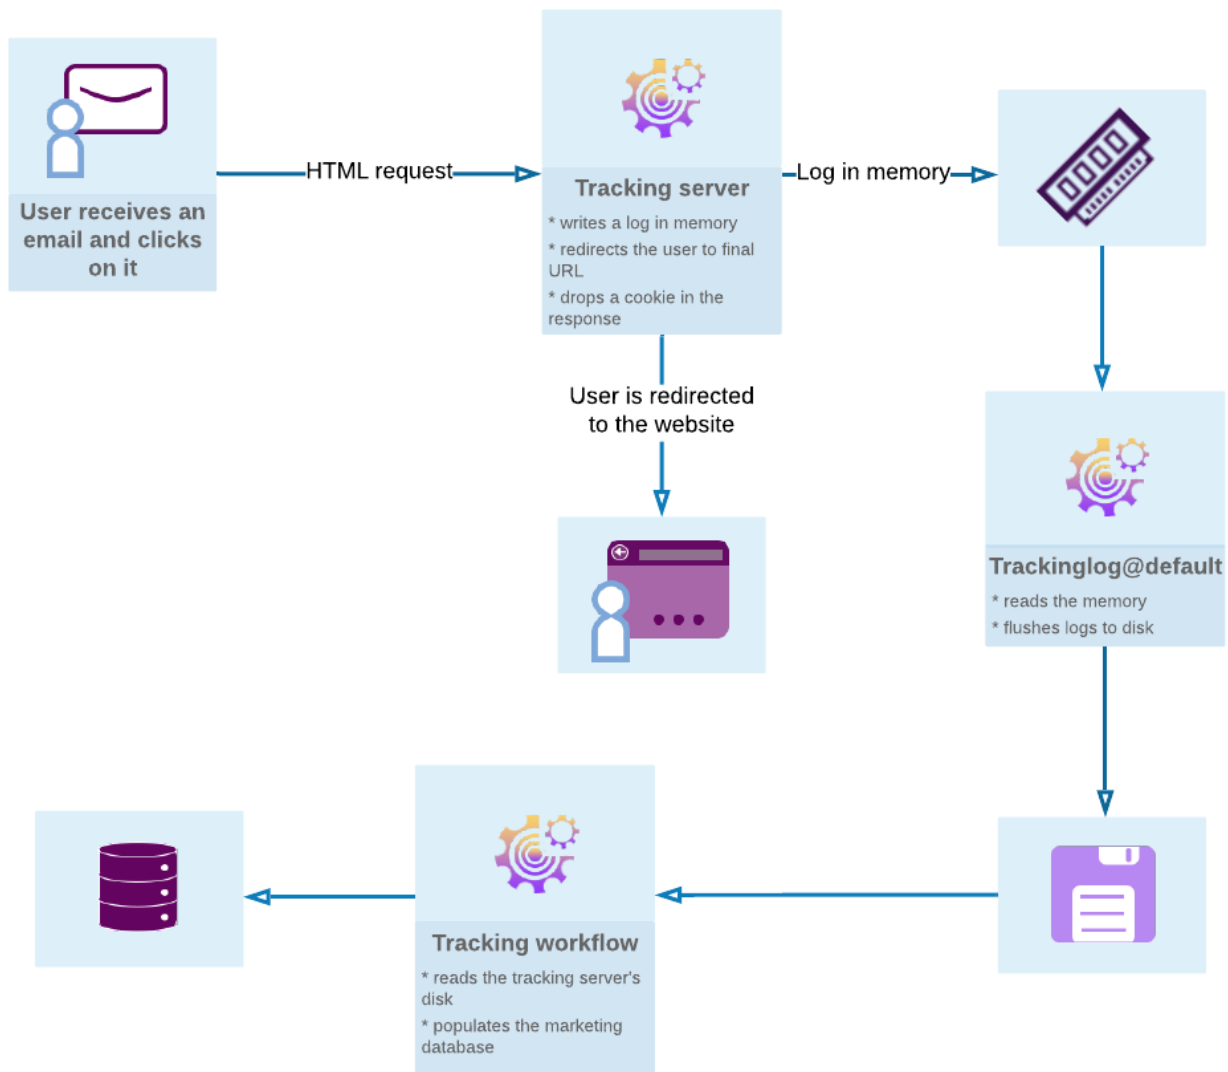 User receives an
email and clicks
on it
HTML request
Tracking server
* writes a log in memory
* redirects the user to final
URL
* drops a cookie in the
response
Log in memory
User is redirected
to the website
Trackinglog@default
* reads the memory
* flushes logs to disk
Tracking workflow
* reads the tracking server's
disk
* populates the marketing
database